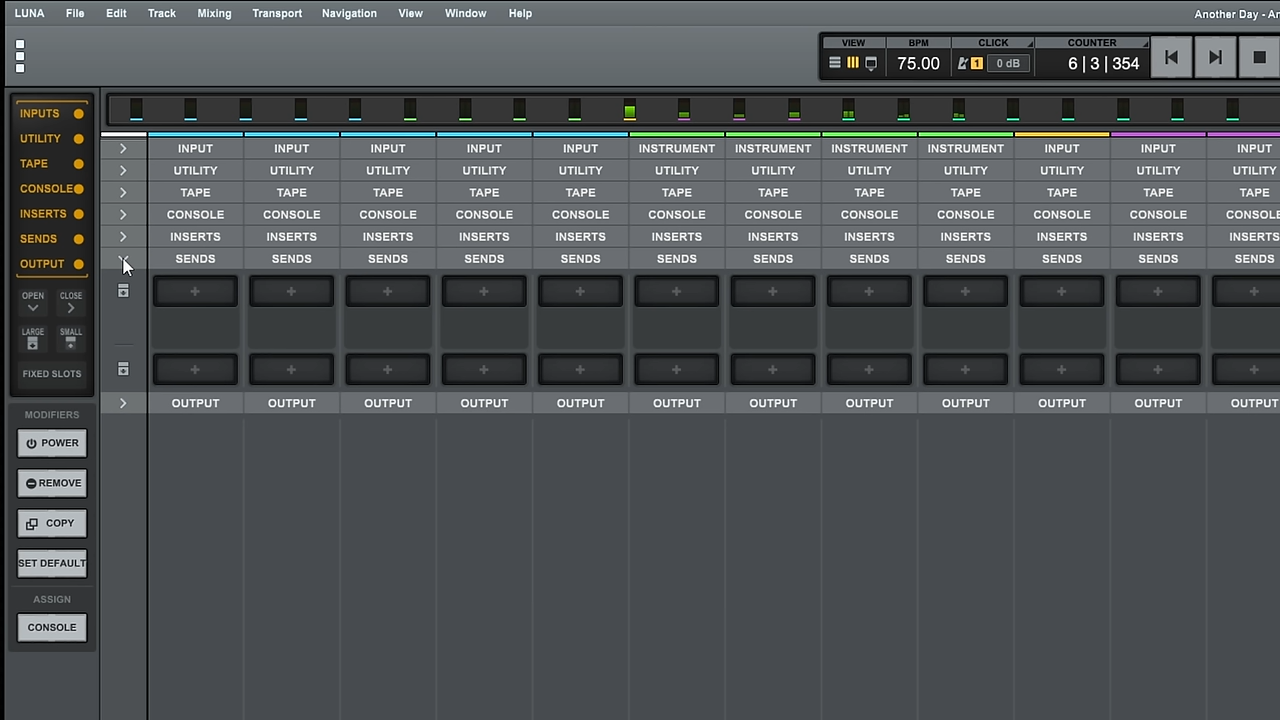 LUNA File Edit Track Mixing Transport Navigation View Window Help Another Day - Ar
VIEW BPM CLICK COUNTER
75.00 1 0 dB 6 | 3 | 354
INPUTS
UTILITY
TAPE
CONSOLE
INSERTS
SENDS
OUTPUT
OPEN CLOSE
LARGE SMALL
FIXED SLOTS
MODIFIERS
POWER
REMOVE
COPY
SET DEFAULT
ASSIGN
CONSOLE
INPUT INPUT INPUT INPUT INPUT INSTRUMENT INSTRUMENT INSTRUMENT INSTRUMENT INPUT INPUT INPUT
UTILITY UTILITY UTILITY UTILITY UTILITY UTILITY UTILITY UTILITY UTILITY UTILITY UTILITY UTILITY
TAPE TAPE TAPE TAPE TAPE TAPE TAPE TAPE TAPE TAPE TAPE TAPE
CONSOLE CONSOLE CONSOLE CONSOLE CONSOLE CONSOLE CONSOLE CONSOLE CONSOLE CONSOLE CONSOLE CONSOLE
INSERTS INSERTS INSERTS INSERTS INSERTS INSERTS INSERTS INSERTS INSERTS INSERTS INSERTS INSERTS
SENDS SENDS SENDS SENDS SENDS SENDS SENDS SENDS SENDS SENDS SENDS SENDS
OUTPUT OUTPUT OUTPUT OUTPUT OUTPUT OUTPUT OUTPUT OUTPUT OUTPUT OUTPUT OUTPUT OUTPUT